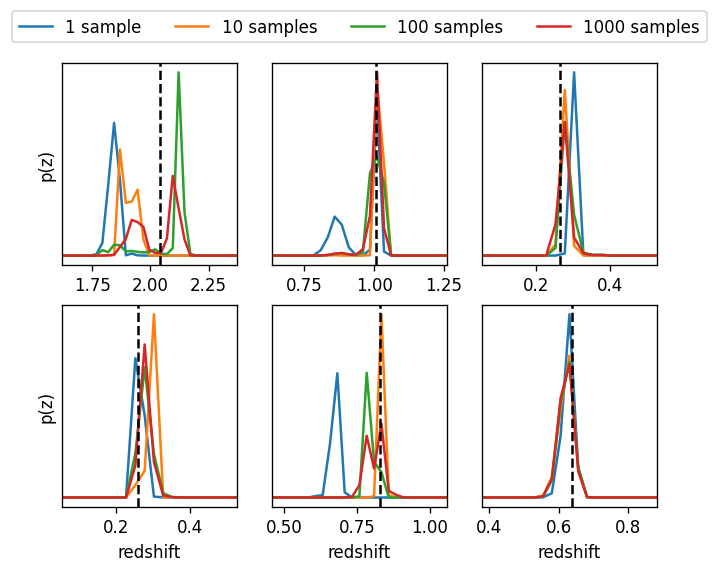 1 sample 10 samples 100 samples 1000 samples
p(z)
1.75 2.00 2.25 0.75 1.00 1.25 0.2 0.4
p(z)
0.2 0.4 0.50 0.75 1.00 0.4 0.6 0.8
redshift redshift redshift